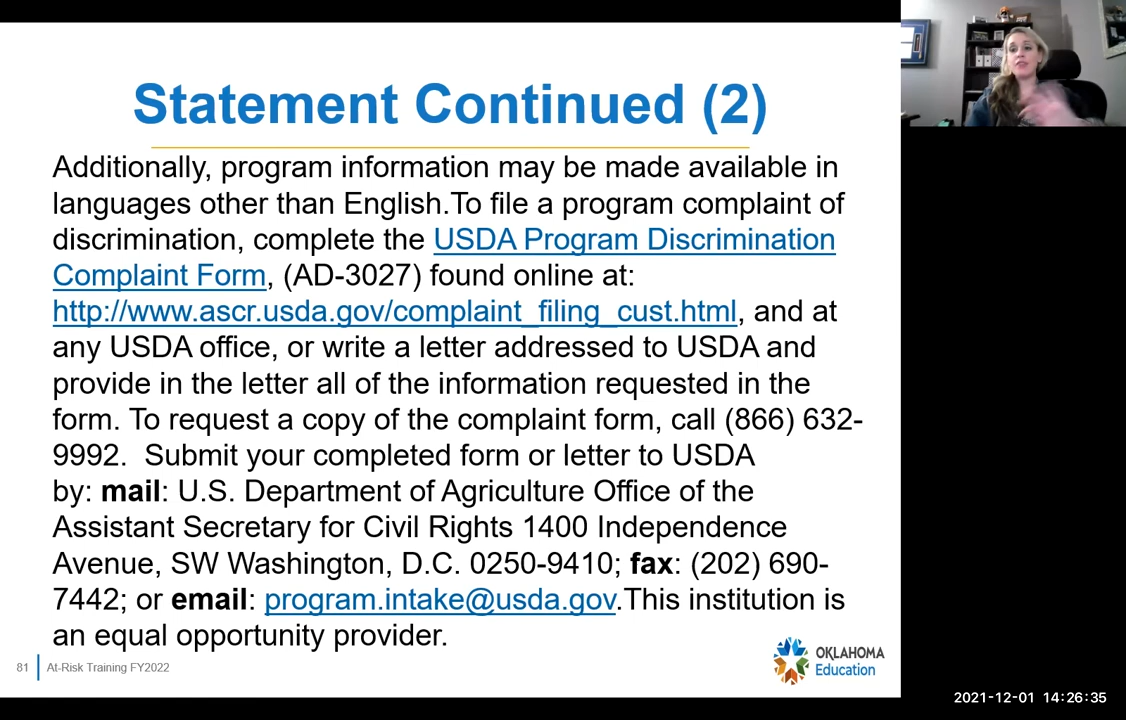 Statement Continued (2)
Additionally, program information may be made available in
languages other than English.To file a program complaint of
discrimination, complete the USDA Program Discrimination
Complaint Form, (AD-3027) found online at:
http://www.ascr.usda.gov/complaint_filing_cust.html, and at
any USDA office, or write a letter addressed to USDA and
provide in the letter all of the information requested in the
form. To request a copy of the complaint form, call (866) 632-
9992.  Submit your completed form or letter to USDA
by: mail: U.S. Department of Agriculture Office of the
Assistant Secretary for Civil Rights 1400 Independence
Avenue, SW Washington, D.C. 0250-9410; fax: (202) 690-
7442; or email: program.intake@usda.gov.This institution is
an equal opportunity provider.
81
At-Risk Training FY2022
OKLAHOMA
Education
2021-12-01 14:26:35